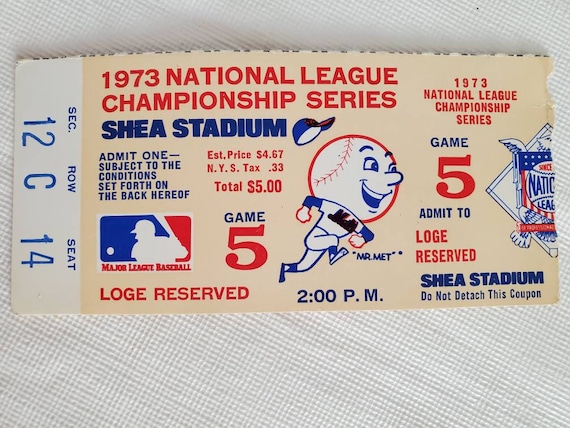 SEC. ROW SEAT
12 C 14
1973 NATIONAL LEAGUE
CHAMPIONSHIP SERIES
SHEA STADIUM
ADMIT ONE—
SUBJECT TO THE
CONDITIONS
SET FORTH ON
THE BACK HEREOF
Est. Price $4.67
N.Y.S. Tax .33
Total $5.00
MAJOR LEAGUE BASEBALL
GAME
5
"MR. MET"
LOGE RESERVED
2:00 P.M.
1973
NATIONAL LEAGUE
CHAMPIONSHIP
SERIES
GAME
5
ADMIT TO
LOGE
RESERVED
SHEA STADIUM
Do Not Detach This Coupon
SINCE
NATIO
LEAG